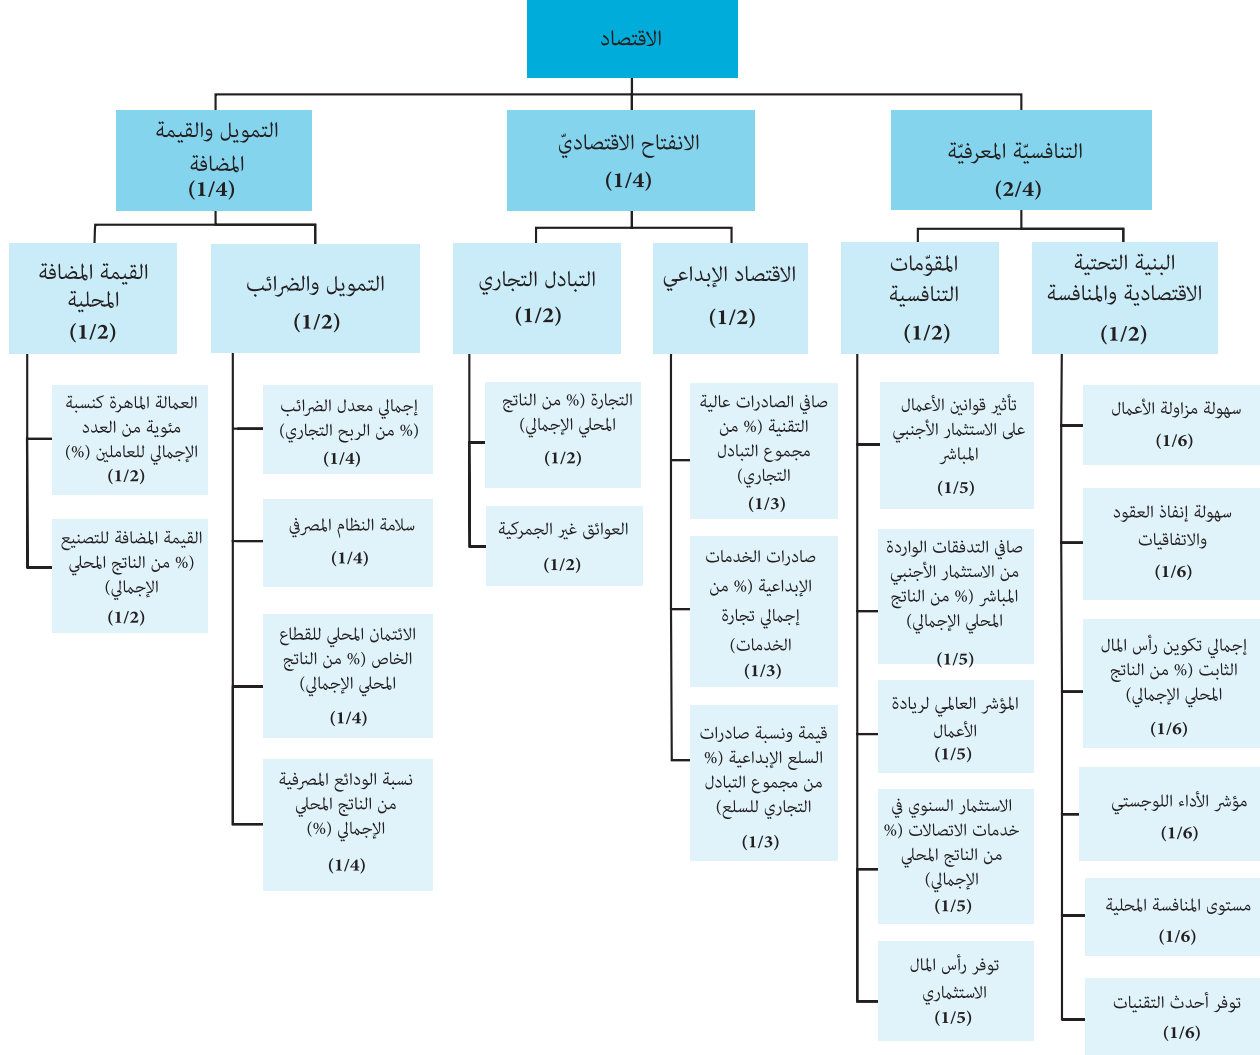 الاقتصاد
التنافسيّة المعرفيّة
(2/4)
الانفتاح الاقتصاديّ
(1/4)
التمويل والقيمة
المضافة
(1/4)
البنية التحتية
الاقتصادية والمنافسة
(1/2)
المقوّمات
التنافسية
(1/2)
الاقتصاد الإبداعي
(1/2)
التبادل التجاري
(1/2)
التمويل والضرائب
(1/2)
القيمة المضافة
المحلية
(1/2)
سهولة مزاولة الأعمال
(1/6)
سهولة إنفاذ العقود
والاتفاقيات
(1/6)
إجمالي تكوين رأس المال
الثابت (% من الناتج
المحلي الإجمالي)
(1/6)
مؤشر الأداء اللوجستي
(1/6)
مستوى المنافسة المحلية
(1/6)
توفر أحدث التقنيات
(1/6)
تأثير قوانين الأعمال
على الاستثمار الأجنبي
المباشر
(1/5)
صافي التدفقات الواردة
من الاستثمار الأجنبي
المباشر (% من الناتج
المحلي الإجمالي)
(1/5)
المؤشر العالمي لريادة
الأعمال
(1/5)
الاستثمار السنوي في
خدمات الاتصالات (%
من الناتج المحلي
الإجمالي)
(1/5)
توفر رأس المال
الاستثماري
(1/5)
صافي الصادرات عالية
التقنية (% من
مجموع التبادل
التجاري)
(1/3)
صادرات الخدمات
الإبداعية (% من
إجمالي تجارة
الخدمات)
(1/3)
قيمة ونسبة صادرات
السلع الإبداعية (%
من مجموع التبادل
التجاري للسلع)
(1/3)
التجارة (% من الناتج
المحلي الإجمالي)
(1/2)
العوائق غير الجمركية
(1/2)
إجمالي معدل الضرائب
(% من الربح التجاري)
(1/4)
سلامة النظام المصرفي
(1/4)
الائتمان المحلي للقطاع
الخاص (% من الناتج
المحلي الإجمالي)
(1/4)
نسبة الودائع المصرفية
من الناتج المحلي
الإجمالي (%)
(1/4)
العمالة الماهرة كنسبة
مئوية من العدد
الإجمالي للعاملين (%)
(1/2)
القيمة المضافة للتصنيع
(% من الناتج المحلي
الإجمالي)
(1/2)